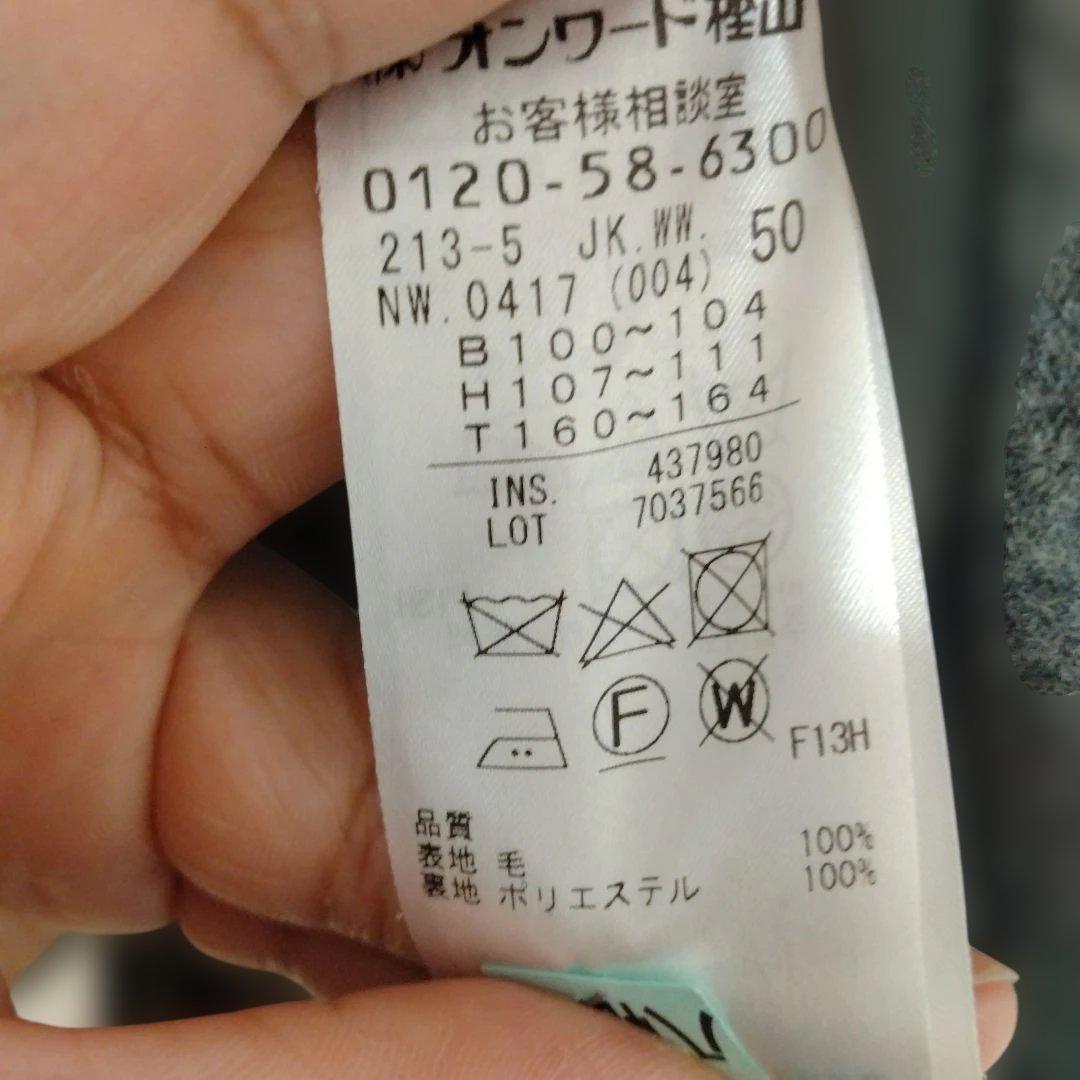 ㈱オンワード樫山
お客様相談室
0120-58-6300
213-5 JK.WW. 50
NW.0417 (004)
B100~104
H107~111
T160~164
INS. 437980
LOT 7037566
F W F13H
品質
表地 毛 100%
裏地 ポリエステル 100%